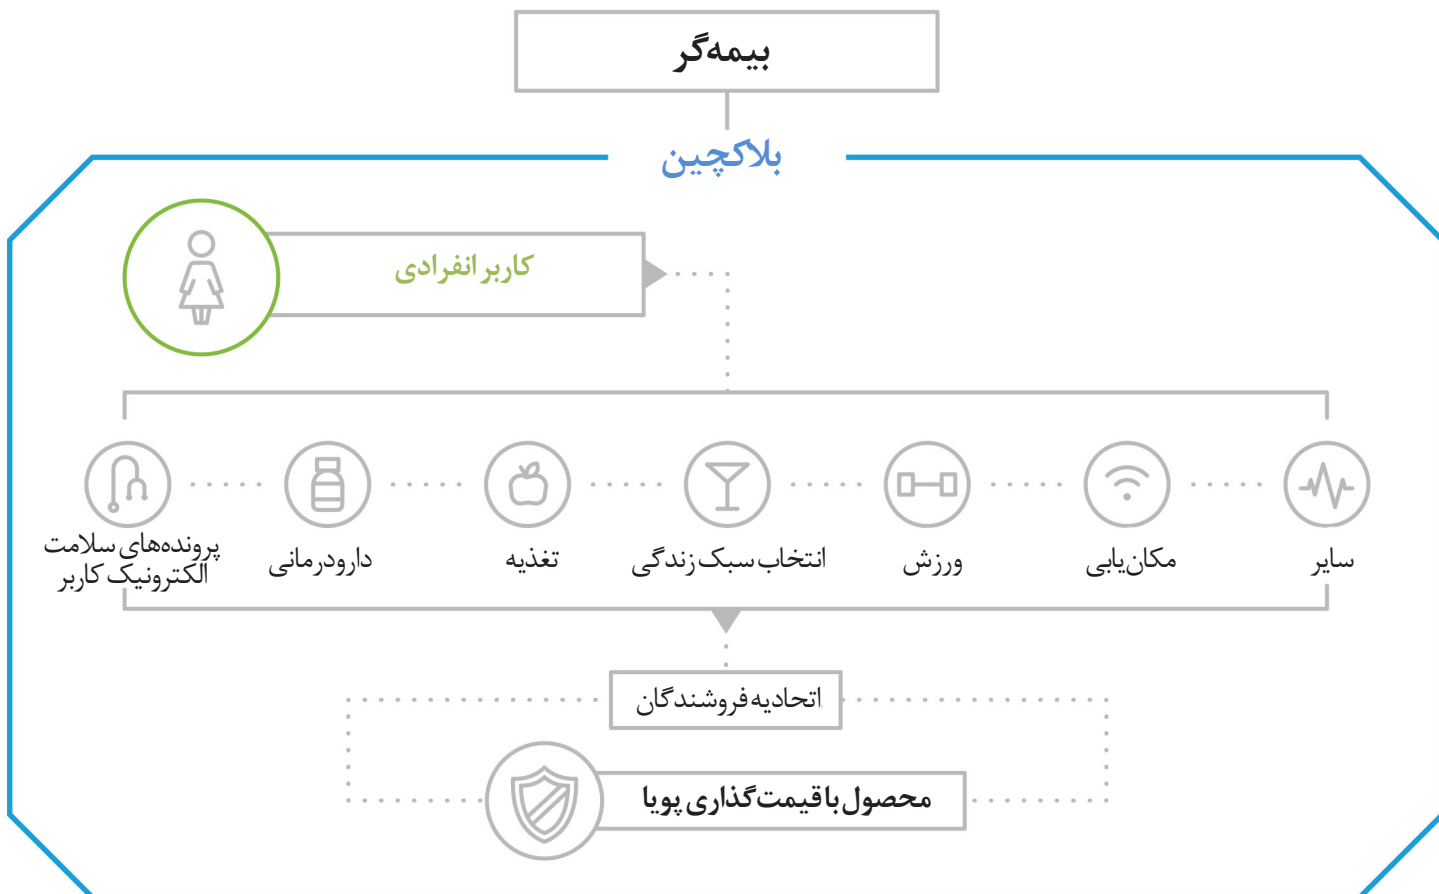 بیمه‌گر
بلاکچین
کاربر انفرادی
سایر
مکان‌یابی
ورزش
انتخاب سبک زندگی
تغذیه
دارودرمانی
پرونده‌های سلامت
الکترونیک کاربر
اتحادیه فروشندگان
محصول با قیمت‌گذاری پویا